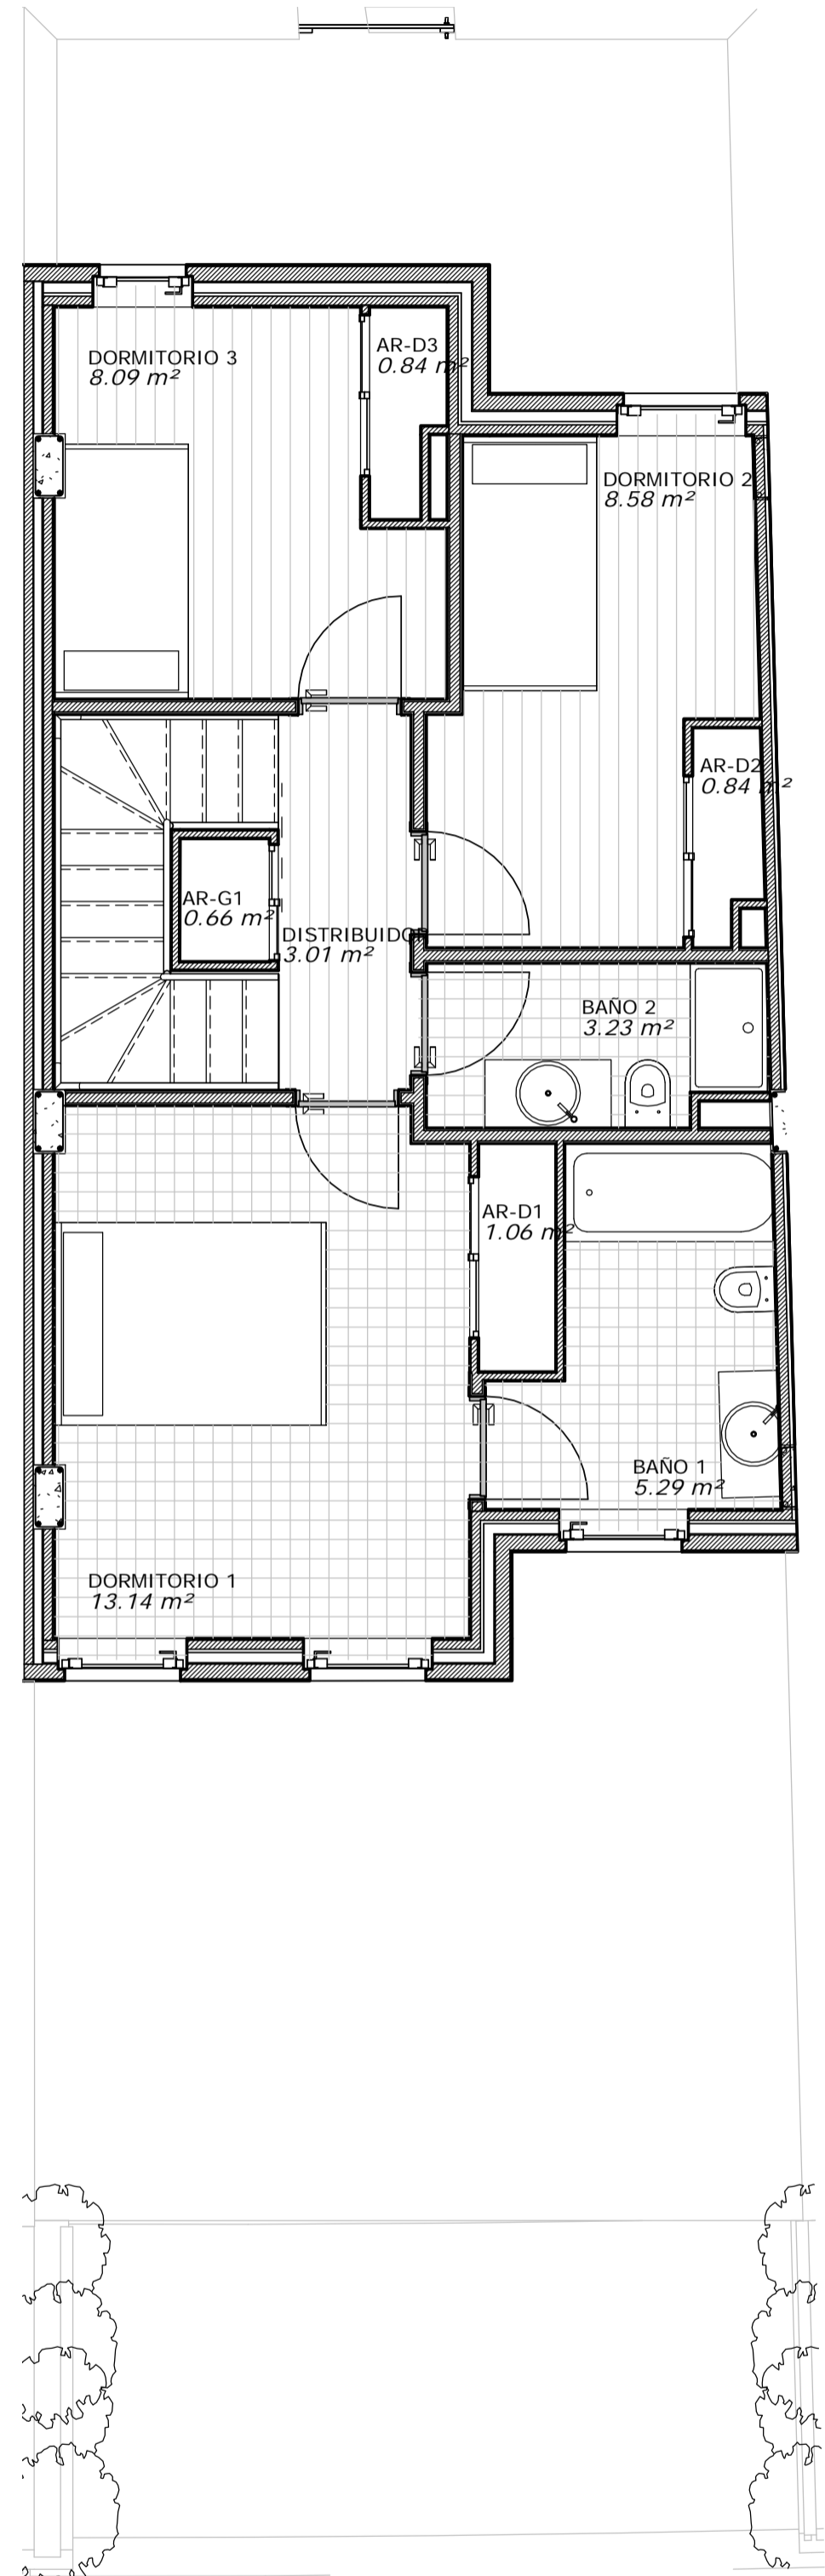 AR-D3
0.84 m²
DORMITORIO 3
8.09 m²
DORMITORIO 2
8.58 m²
AR-D2
0.84 m²
AR-G1
0.66 m²
DISTRIBUIDOR
3.01 m²
BAÑO 2
3.23 m²
AR-D1
1.06 m²
BAÑO 1
5.29 m²
DORMITORIO 1
13.14 m²